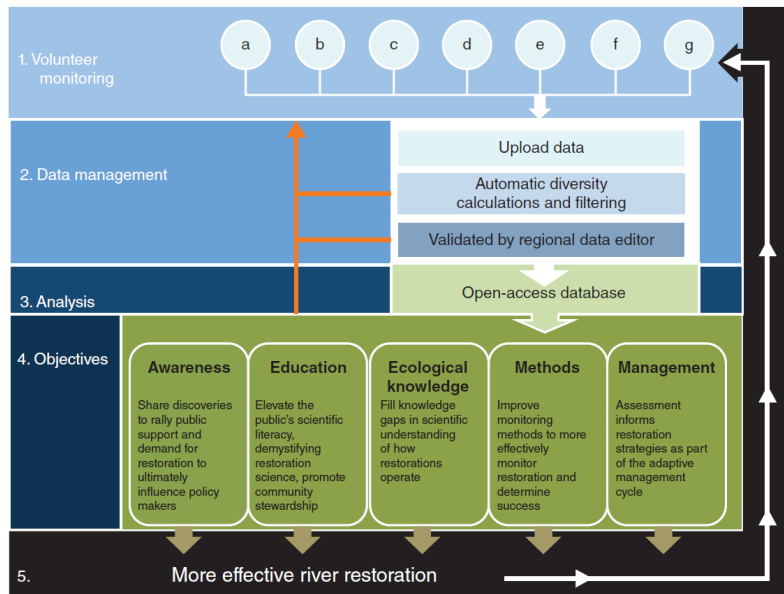 1. Volunteer
monitoring
a b c d e f g
Upload data
2. Data management
Automatic diversity
calculations and filtering
Validated by regional data editor
3. Analysis
Open-access database
4. Objectives
Awareness
Share discoveries
to rally public
support and
demand for
restoration to
ultimately
influence policy
makers
Education
Elevate the
public's scientific
literacy,
demystifying
restoration
science, promote
community
stewardship
Ecological
knowledge
Fill knowledge
gaps in scientific
understanding
of how
restorations
operate
Methods
Improve
monitoring
methods to more
effectively
monitor
restoration and
determine
success
Management
Assessment
informs
restoration
strategies as part
of the adaptive
management
cycle
5. More effective river restoration